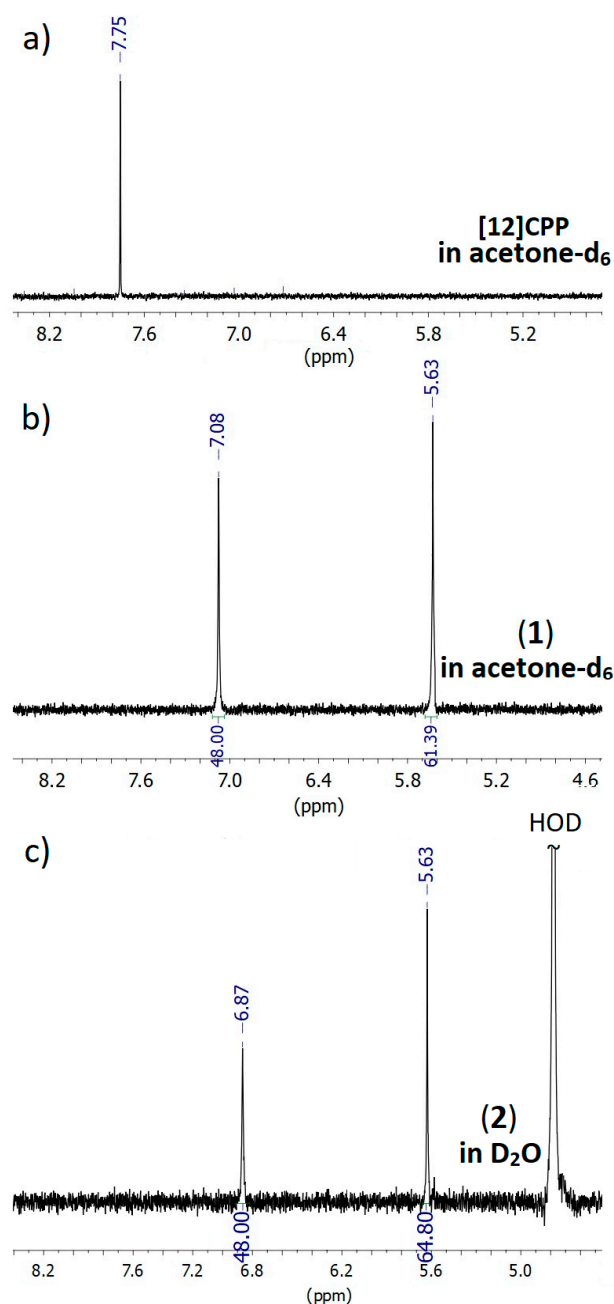 a)
7.75
[12]CPP
in acetone-d6
8.2 7.6 7.0 6.4 5.8 5.2
(ppm)
b)
7.08
5.63
(1)
in acetone-d6
48.00
61.39
8.2 7.6 7.0 6.4 5.8 5.2 4.6
(ppm)
c)
HOD
5.63
6.87
(2)
in D2O
48.00
64.80
8.2 7.6 6.8 6.2 5.6 5.0
(ppm)